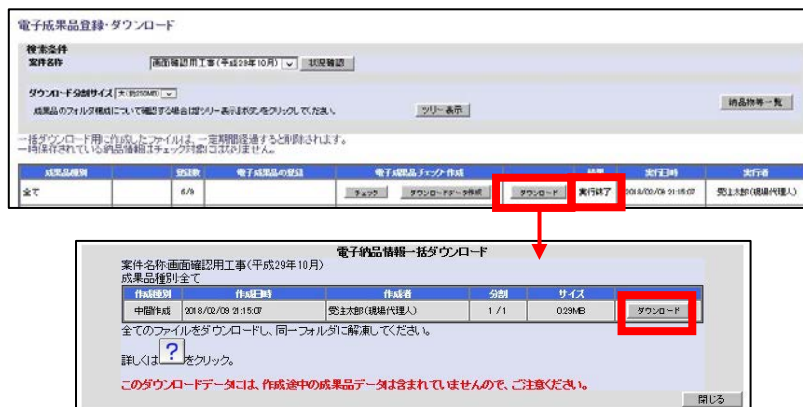 電子成果品登録・ダウンロード
検索条件
案件名称 画面確認用工事(平成29年10月) 状況確認
ダウンロード分割サイズ 大(約250MB)
成果品のフォルダ構成について確認する場合はツリー表示ボタンをクリックしてください。 ツリー表示 納品物等一覧
一括ダウンロード用に作成したファイルは、一定期間経過すると削除されます。
一時保存されている納品情報はチェック対象にはなりません。
成果品種別 登録数 電子成果品の登録 電子成果品チェック・作成 結果 実行日時 実行者
全て 6/9 チェック ダウンロードデータ作成 ダウンロード 実行終了 2018/02/09 21:15:07 受注太郎(現場代理人)
電子納品情報一括ダウンロード
案件名称:画面確認用工事(平成29年10月)
成果品種別:全て
作成種別 作成日時 作成者 分割 サイズ
中間作成 2018/02/09 21:15:07 受注太郎(現場代理人) 1 /1 0.29MB ダウンロード
全てのファイルをダウンロードし、同一フォルダに解凍してください。
詳しくは ? をクリック。
このダウンロードデータには、作成途中の成果品データは含まれていませんので、ご注意ください。
閉じる